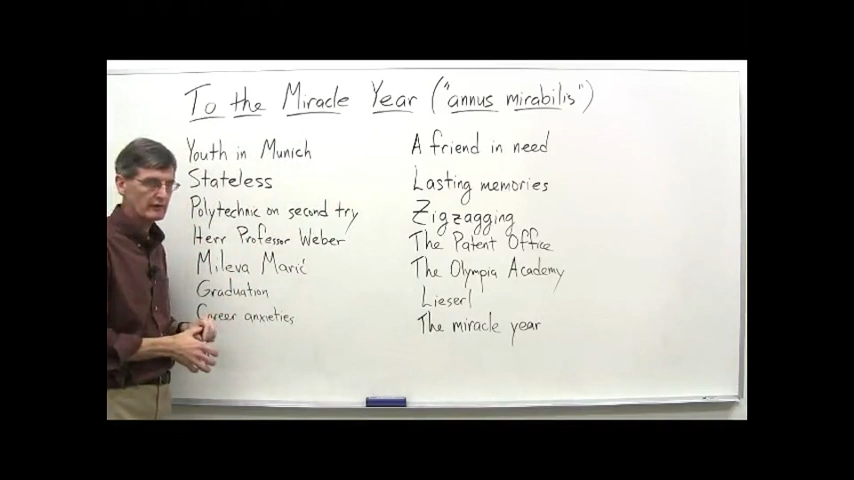 To the Miracle Year ("annus mirabilis")
Youth in Munich
Stateless
Polytechnic on second try
Herr Professor Weber
Mileva Marić
Graduation
Career anxieties
A friend in need
Lasting memories
Zigzagging
The Patent Office
The Olympia Academy
Lieserl
The miracle year